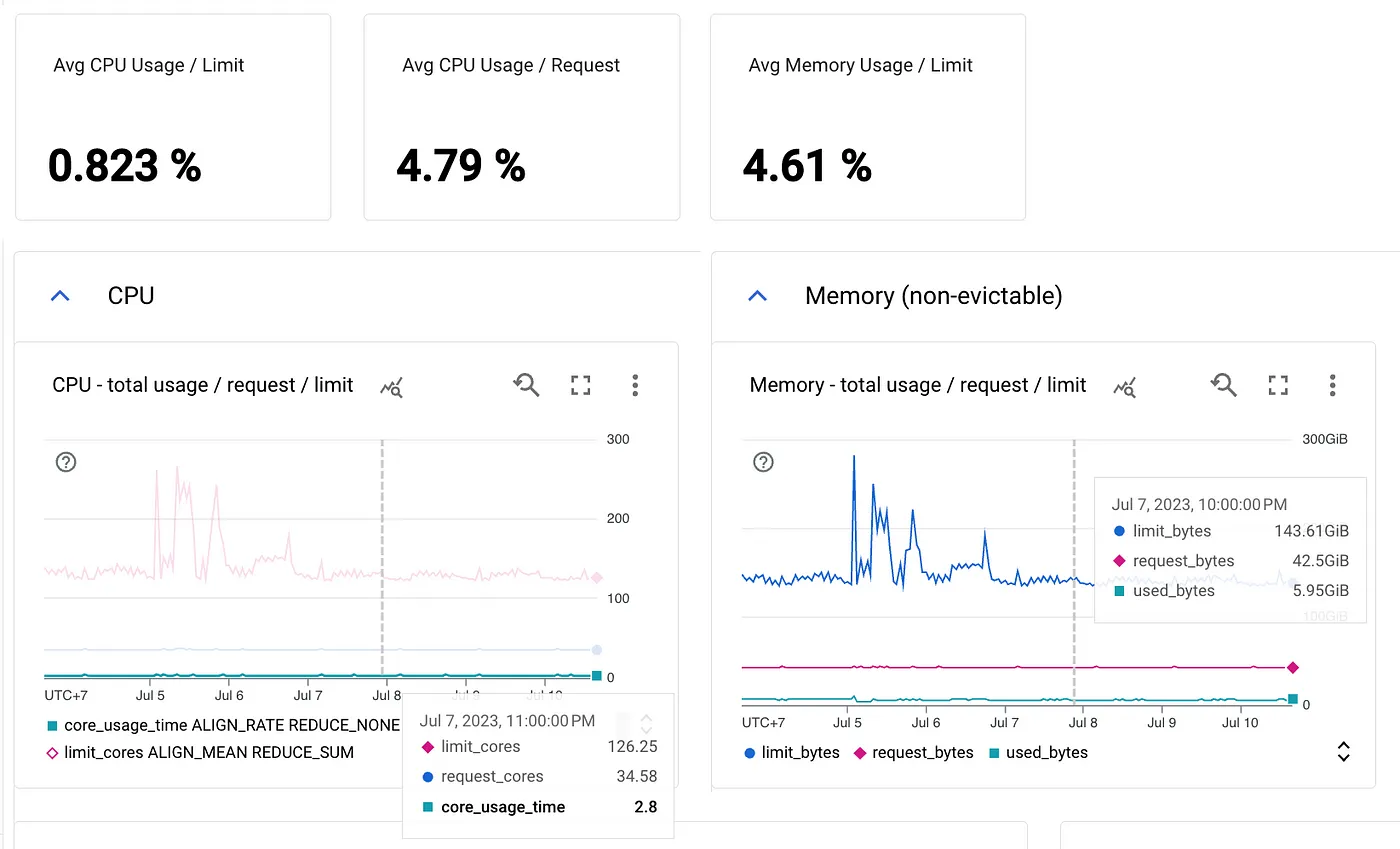 Avg CPU Usage / Limit
0.823 %
Avg CPU Usage / Request
4.79 %
Avg Memory Usage / Limit
4.61 %
CPU
CPU - total usage / request / limit
300
200
100
0
UTC+7 Jul 5 Jul 6 Jul 7 Jul 8 Jul 9 Jul 10
core_usage_time ALIGN_RATE REDUCE_NONE
limit_cores ALIGN_MEAN REDUCE_SUM
Jul 7, 2023, 11:00:00 PM
limit_cores 126.25
request_cores 34.58
core_usage_time 2.8
Memory (non-evictable)
Memory - total usage / request / limit
300GiB
Jul 7, 2023, 10:00:00 PM
limit_bytes 143.61GiB
request_bytes 42.5GiB
used_bytes 5.95GiB
100GiB
0
UTC+7 Jul 5 Jul 6 Jul 7 Jul 8 Jul 9 Jul 10
limit_bytes request_bytes used_bytes